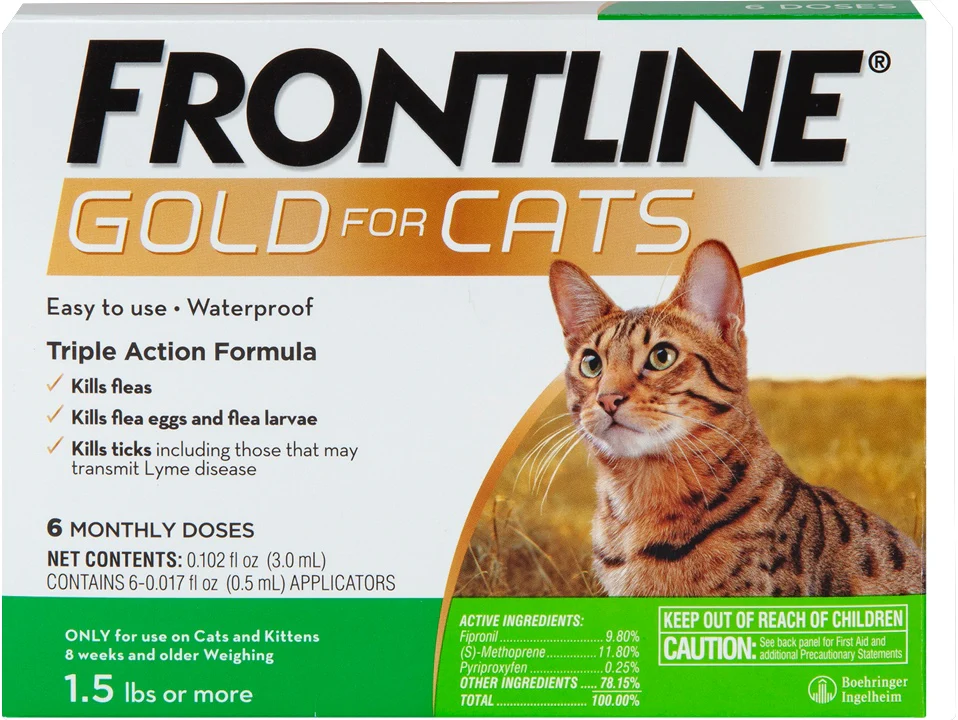 6 DOSES
FRONTLINE®
GOLD FOR CATS
Easy to use • Waterproof
Triple Action Formula
✓ Kills fleas
✓ Kills flea eggs and flea larvae
✓ Kills ticks including those that may
transmit Lyme disease
6 MONTHLY DOSES
NET CONTENTS: 0.102 fl oz (3.0 mL)
CONTAINS 6-0.017 fl oz (0.5 mL) APPLICATORS
ONLY for use on Cats and Kittens
8 weeks and older Weighing
1.5 lbs or more
ACTIVE INGREDIENTS:
Fipronil.................. 9.80%
(S)-Methoprene............ 11.80%
Pyriproxyfen.............. 0.25%
OTHER INGREDIENTS ..... 78.15%
TOTAL .................... 100.00%
KEEP OUT OF REACH OF CHILDREN
CAUTION: See back panel for First Aid and
additional Precautionary Statements
Boehringer
Ingelheim